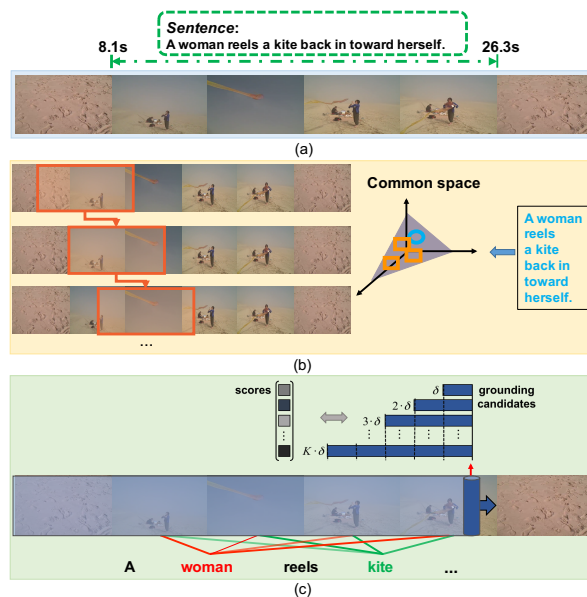 Sentence:
A woman reels a kite back in toward herself.
8.1s
26.3s
(a)
Common space
A woman
reels
a kite
back in
toward
herself.
...
(b)
scores
δ
2·δ
3·δ
K·δ
grounding
candidates
A woman reels kite ...
(c)